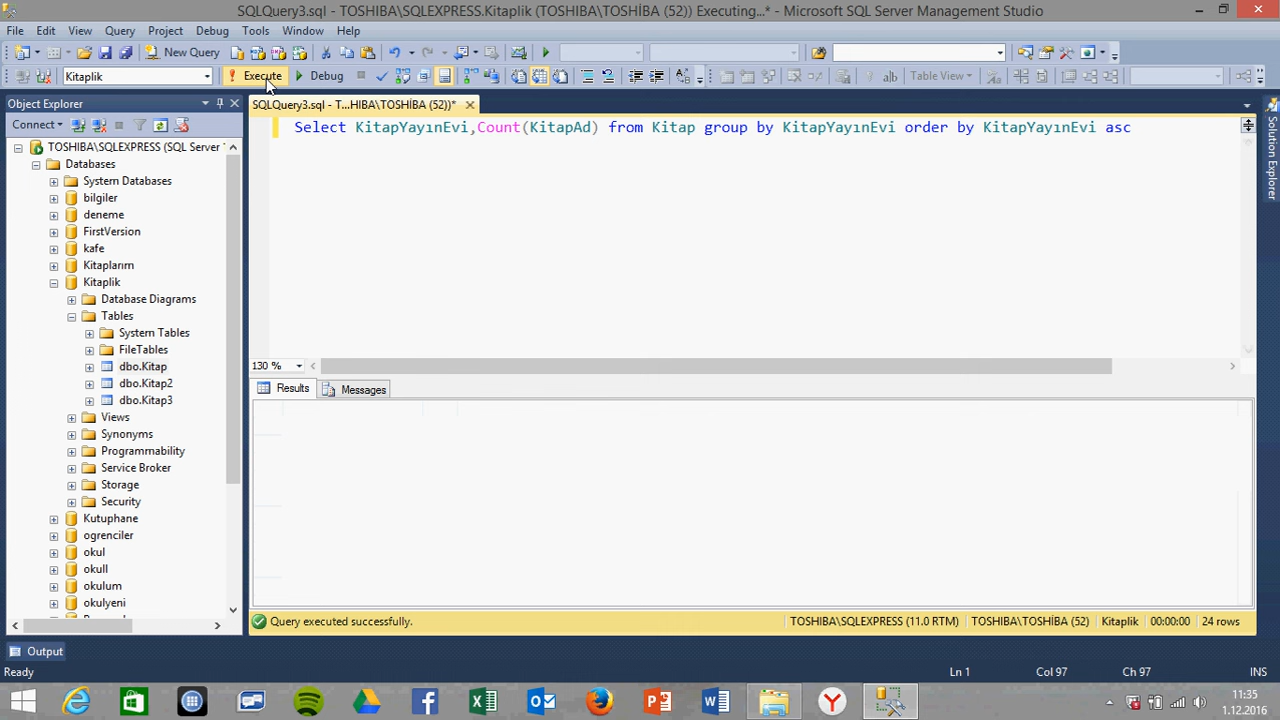 SQLQuery3.sql - TOSHIBA\SQLEXPRESS.Kitaplik (TOSHIBA\TOSHİBA (52)) Executing...* - Microsoft SQL Server Management Studio
File Edit View Query Project Debug Tools Window Help
New Query
Kitaplik Execute Debug Table View
Object Explorer
SQLQuery3.sql - T...HIBA\TOSHİBA (52))*
Connect
Select KitapYayınEvi,Count(KitapAd) from Kitap group by KitapYayınEvi order by KitapYayınEvi asc
Solution Explorer
TOSHIBA\SQLEXPRESS (SQL Server
Databases
System Databases
bilgiler
deneme
FirstVersion
kafe
Kitaplarım
Kitaplik
Database Diagrams
Tables
System Tables
FileTables
dbo.Kitap
dbo.Kitap2
dbo.Kitap3
Views
Synonyms
Programmability
Service Broker
Storage
Security
Kutuphane
ogrenciler
okul
okull
okulum
okulyeni
130 %
Results Messages
Query executed successfully. TOSHIBA\SQLEXPRESS (11.0 RTM) TOSHIBA\TOSHİBA (52) Kitaplik 00:00:00 24 rows
Output
Ready Ln 1 Col 97 Ch 97 INS
11:35
1.12.2016